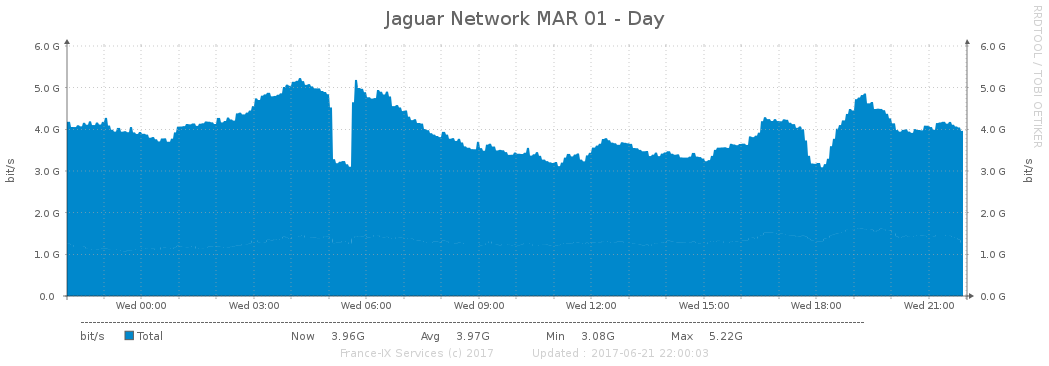 Jaguar Network MAR 01 - Day
RRDTOOL / TOBI OETIKER
6.0 G 6.0 G
5.0 G 5.0 G
4.0 G 4.0 G
3.0 G 3.0 G
2.0 G 2.0 G
1.0 G 1.0 G
0.0 0.0 G
bit/s bit/s
Wed 00:00 Wed 03:00 Wed 06:00 Wed 09:00 Wed 12:00 Wed 15:00 Wed 18:00 Wed 21:00
bit/s Total Now 3.96G Avg 3.97G Min 3.08G Max 5.22G
France-IX Services (c) 2017 Updated : 2017-06-21 22:00:03